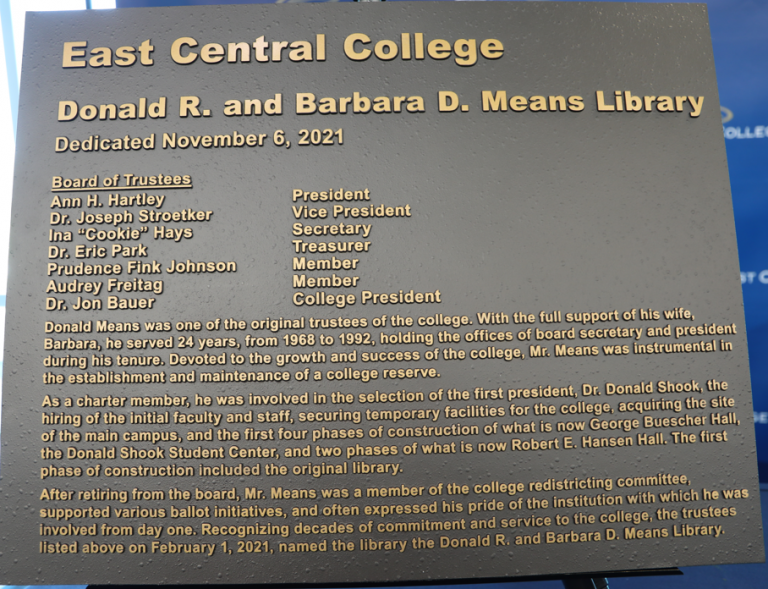 East Central College
Donald R. and Barbara D. Means Library
Dedicated November 6, 2021
Board of Trustees
Ann H. Hartley President
Dr. Joseph Stroetker Vice President
Ina “Cookie” Hays Secretary
Dr. Eric Park Treasurer
Prudence Fink Johnson Member
Audrey Freitag Member
Dr. Jon Bauer College President
Donald Means was one of the original trustees of the college. With the full support of his wife,
Barbara, he served 24 years, from 1968 to 1992, holding the offices of board secretary and president
during his tenure. Devoted to the growth and success of the college, Mr. Means was instrumental in
the establishment and maintenance of a college reserve.
As a charter member, he was involved in the selection of the first president, Dr. Donald Shook, the
hiring of the initial faculty and staff, securing temporary facilities for the college, acquiring the site
of the main campus, and the first four phases of construction of what is now George Buescher Hall,
the Donald Shook Student Center, and two phases of what is now Robert E. Hansen Hall. The first
phase of construction included the original library.
After retiring from the board, Mr. Means was a member of the college redistricting committee,
supported various ballot initiatives, and often expressed his pride of the institution with which he was
involved from day one. Recognizing decades of commitment and service to the college, the trustees
listed above on February 1, 2021, named the library the Donald R. and Barbara D. Means Library.